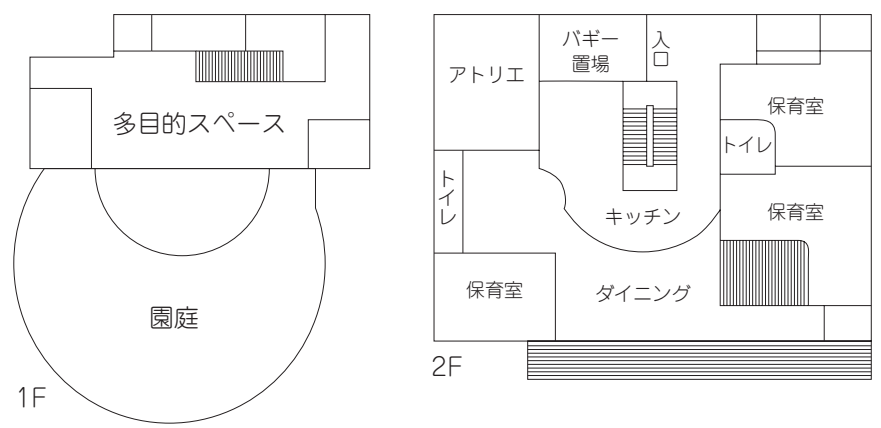 多目的スペース
園庭
1F
バギー
置場
入口
アトリエ
保育室
トイレ
トイレ
キッチン
保育室
保育室
ダイニング
2F